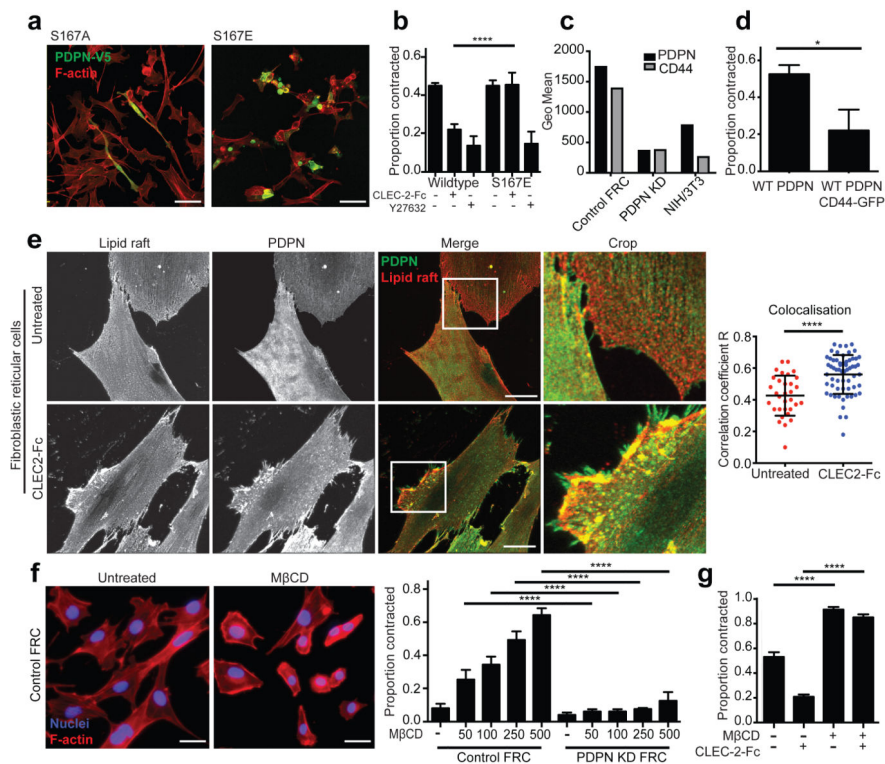 a
S167A
S167E
PDPN-V5
F-actin
b
****
Proportion contracted
0.6
0.4
0.2
0
Wildtype
S167E
CLEC-2-Fc - + - - + -
Y27632 - - + - - +
c
Geo Mean
2000
1500
1000
500
0
PDPN
CD44
Control FRC
PDPN KD
NIH/3T3
d
*
Proportion contracted
0.6
0.4
0.2
0
WT PDPN
WT PDPN
CD44-GFP
e
Lipid raft
PDPN
Merge
Crop
Fibroblastic reticular cells
Untreated
CLEC2-Fc
PDPN
Lipid raft
Colocalisation
****
Correlation coefficient R
0.8
0.6
0.4
0.2
0.0
Untreated
CLEC2-Fc
f
Untreated
MβCD
Control FRC
Nuclei
F-actin
****
****
****
****
Proportion contracted
0.8
0.6
0.4
0.2
0.0
MβCD - 50 100 250 500 - 50 100 250 500
Control FRC
PDPN KD FRC
g
****
****
Proportion contracted
1.0
0.8
0.6
0.4
0.2
0.0
MβCD - - + +
CLEC-2-Fc - + - +